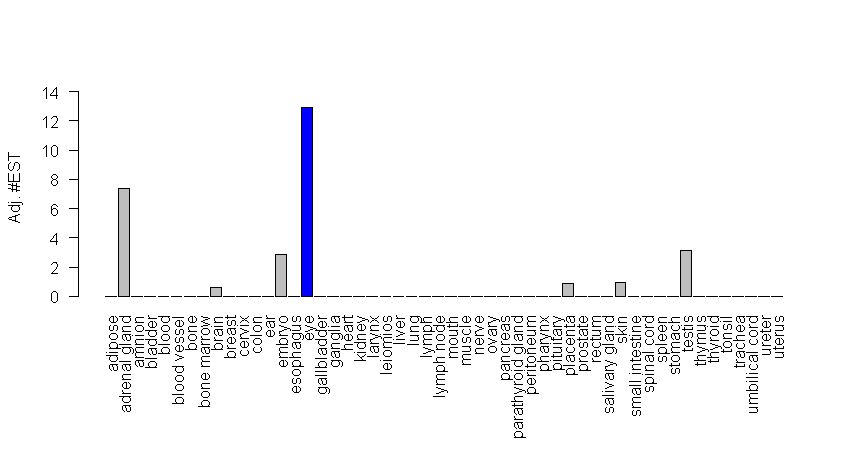 Adj. #EST
14
12
10
8
6
4
2
0
adipose
adrenal gland
amnion
bladder
blood
blood vessel
bone
bone marrow
brain
breast
cervix
colon
ear
embryo
esophagus
eye
gallbladder
ganglia
heart
kidney
larynx
leiomios
liver
lung
lymph
lymph node
mouth
muscle
nerve
ovary
pancreas
parathyroid gland
peritoneum
pharynx
pituitary
placenta
prostate
rectum
salivary gland
skin
small intestine
spinal cord
spleen
stomach
testis
thymus
thyroid
tonsil
trachea
umbilical cord
ureter
uterus